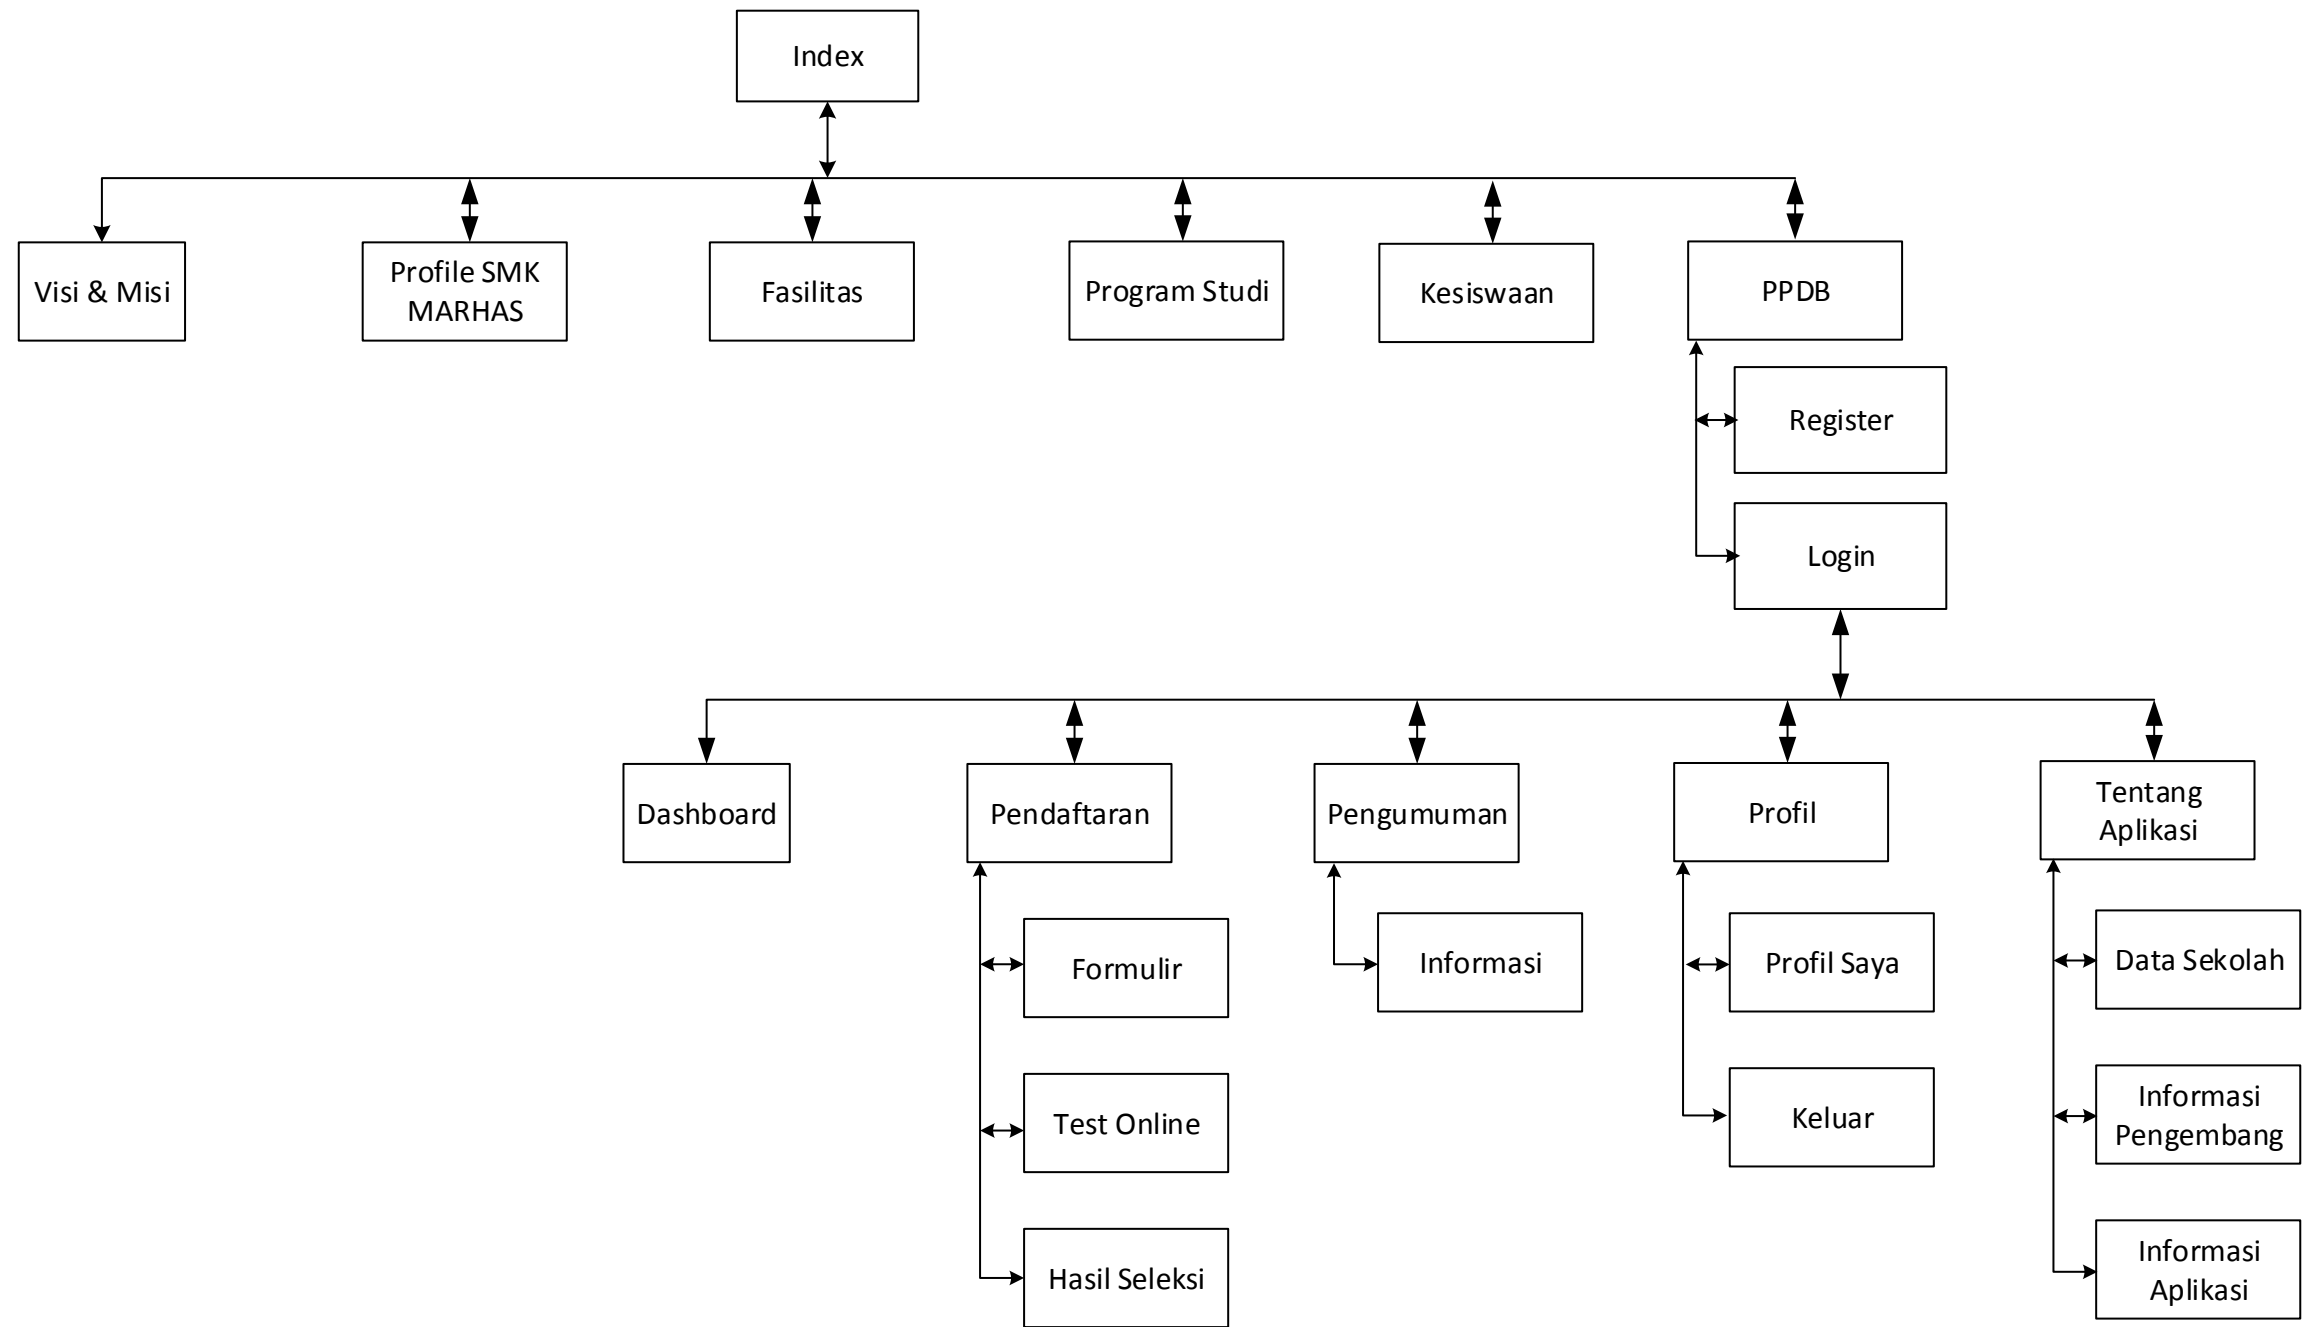 Index
Visi & Misi
Profile SMK
MARHAS
Fasilitas
Program Studi
Kesiswaan
PPDB
Register
Login
Dashboard
Pendaftaran
Pengumuman
Profil
Tentang
Aplikasi
Formulir
Informasi
Profil Saya
Data Sekolah
Test Online
Keluar
Informasi
Pengembang
Hasil Seleksi
Informasi
Aplikasi